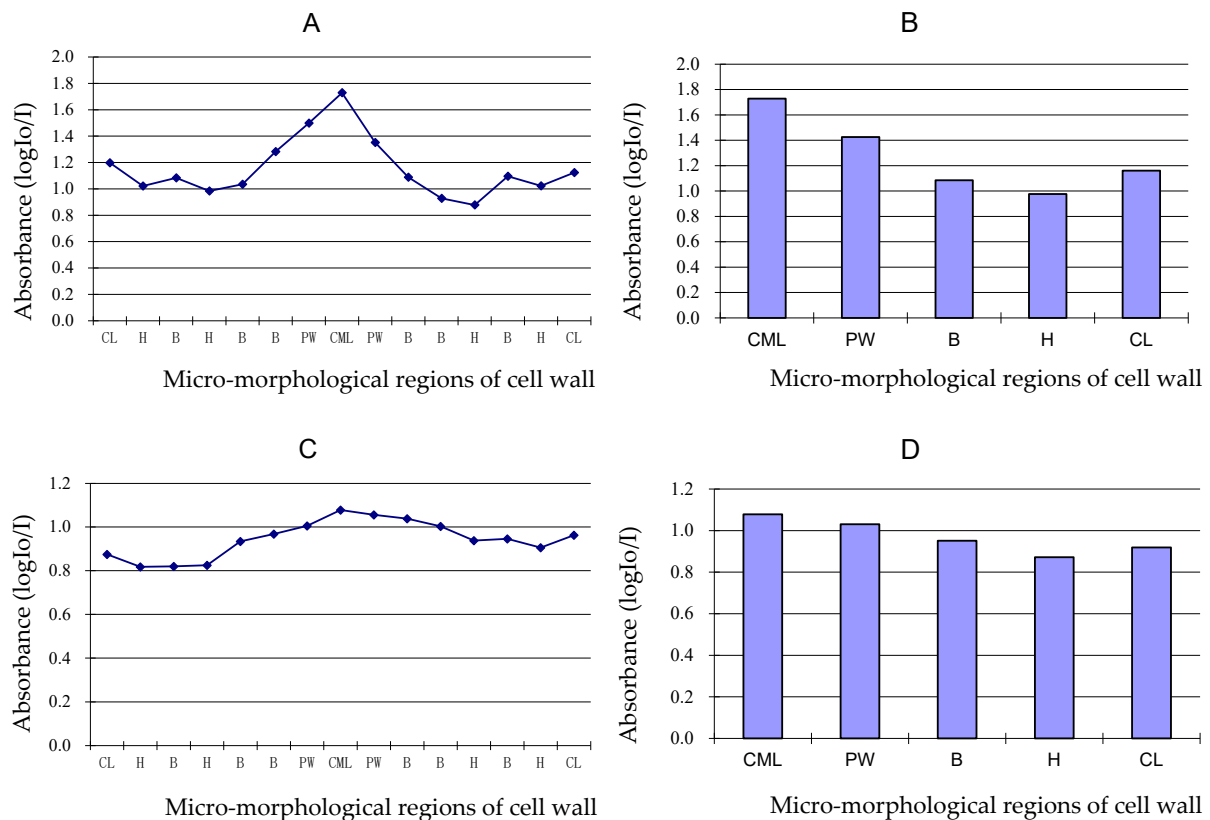 A
Absorbance (logIo/I)
2.0
1.8
1.6
1.4
1.2
1.0
0.8
0.6
0.4
0.2
0.0
CL H B H B B PW CML PW B B H B H CL
Micro-morphological regions of cell wall
B
Absorbance (logIo/I)
2.0
1.8
1.6
1.4
1.2
1.0
0.8
0.6
0.4
0.2
0.0
CML PW B H CL
Micro-morphological regions of cell wall
C
Absorbance (logIo/I)
1.2
1.0
0.8
0.6
0.4
0.2
0.0
CL H B H B B PW CML PW B B H B H CL
Micro-morphological regions of cell wall
D
Absorbance (logIo/I)
1.2
1.0
0.8
0.6
0.4
0.2
0.0
CML PW B H CL
Micro-morphological regions of cell wall